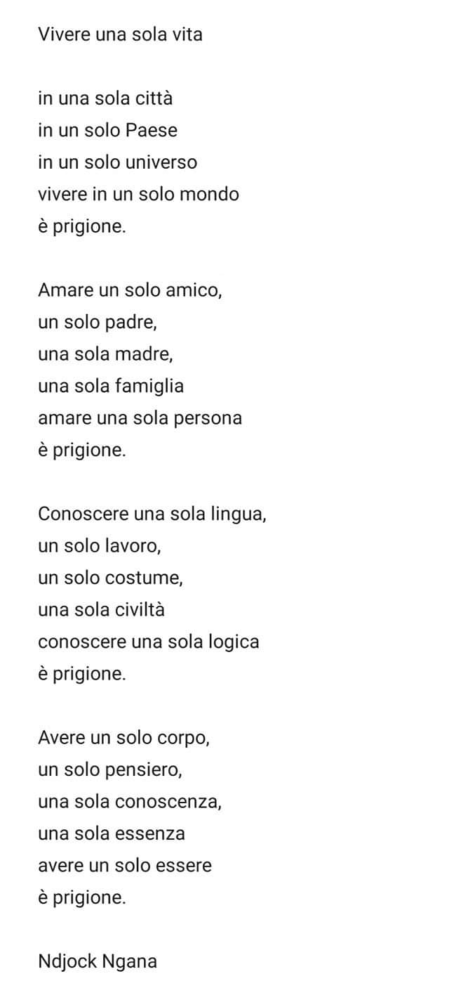 Vivere una sola vita
in una sola città
in un solo Paese
in un solo universo
vivere in un solo mondo
è prigione.
Amare un solo amico,
un solo padre,
una sola madre,
una sola famiglia
amare una sola persona
è prigione.
Conoscere una sola lingua,
un solo lavoro,
un solo costume,
una sola civiltà
conoscere una sola logica
è prigione.
Avere un solo corpo,
un solo pensiero,
una sola conoscenza,
una sola essenza
avere un solo essere
è prigione.
Ndjock Ngana